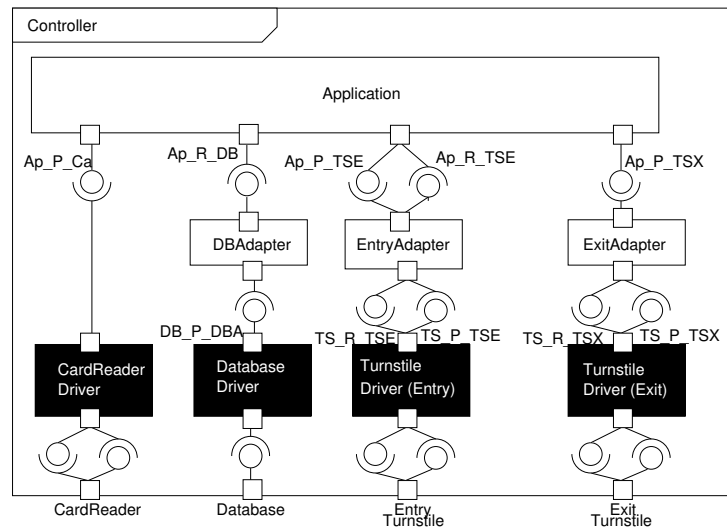 Controller
Application
Ap_P_Ca
Ap_R_DB
Ap_P_TSE
Ap_R_TSE
Ap_P_TSX
DBAdapter
EntryAdapter
ExitAdapter
DB_P_DBA
TS_R_TSE
TS_P_TSE
TS_R_TSX
TS_P_TSX
CardReader
Driver
Database
Driver
Turnstile
Driver (Entry)
Turnstile
Driver (Exit)
CardReader
Database
Entry
Turnstile
Exit
Turnstile